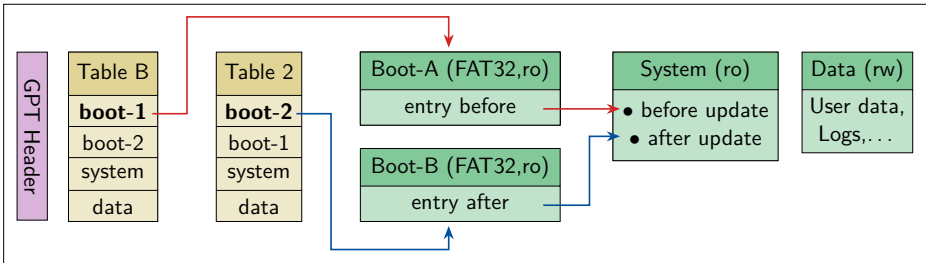 GPT Header
Table B
boot-1
boot-2
system
data
Table 2
boot-2
boot-1
system
data
Boot-A (FAT32,ro)
entry before
Boot-B (FAT32,ro)
entry after
System (ro)
• before update
• after update
Data (rw)
User data,
Logs,...